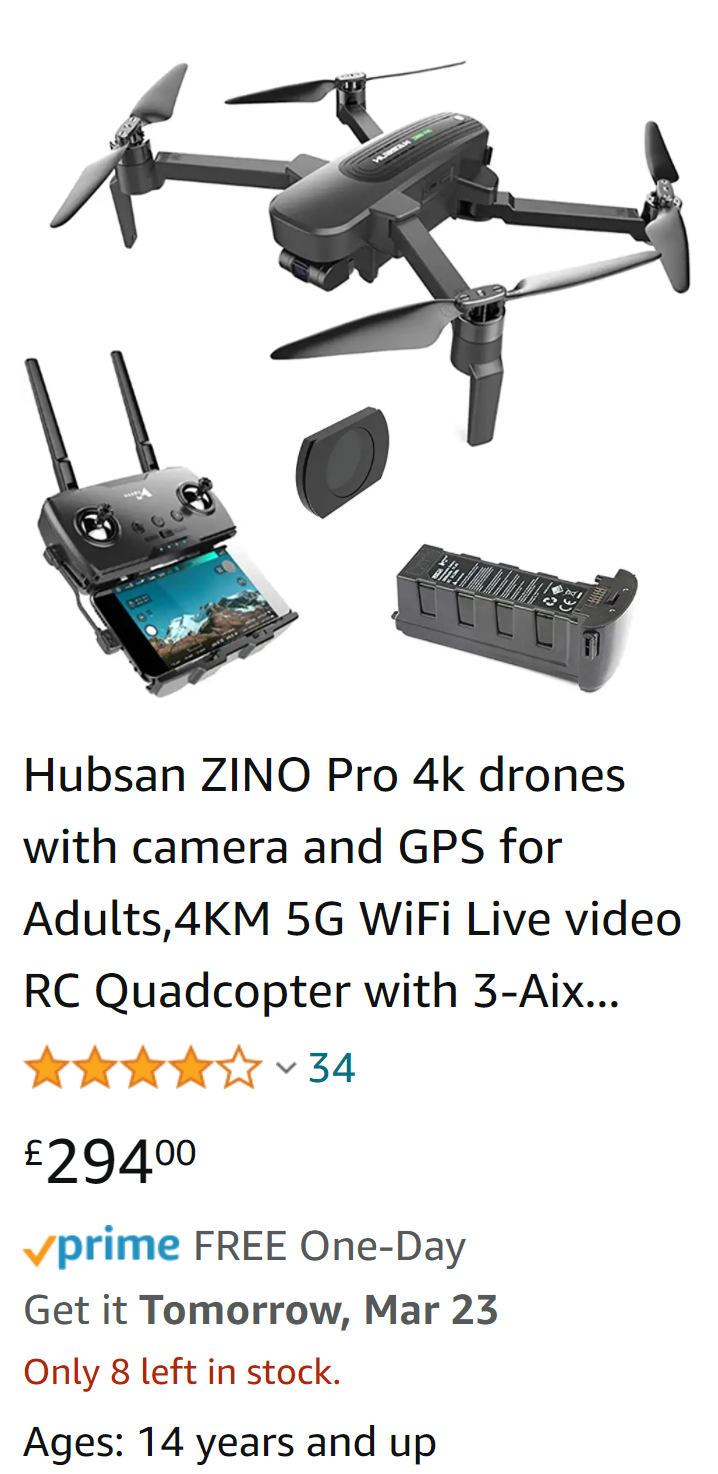 HUBSAN
Hubsan ZINO Pro 4k drones
with camera and GPS for
Adults,4KM 5G WiFi Live video
RC Quadcopter with 3-Aix...
34
£29400
prime FREE One-Day
Get it Tomorrow, Mar 23
Only 8 left in stock.
Ages: 14 years and up